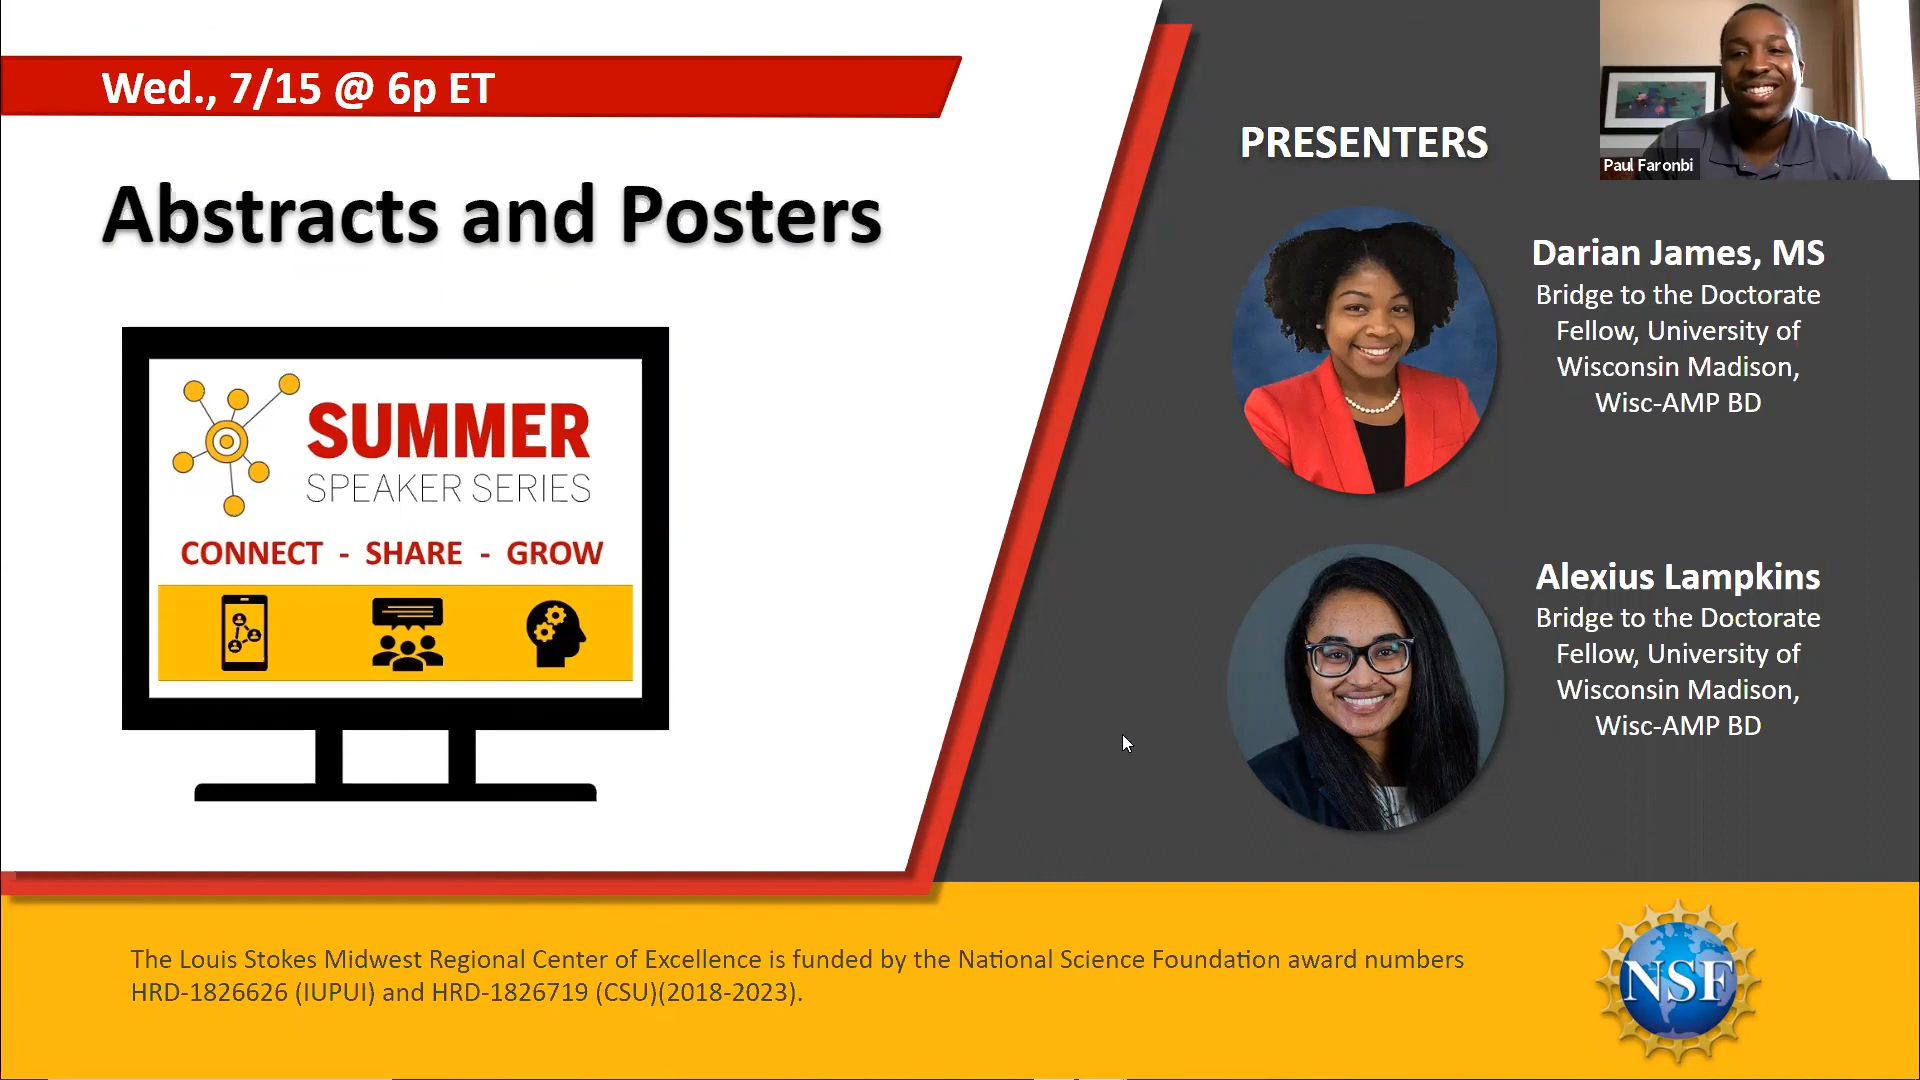 Wed., 7/15 @ 6p ET
Abstracts and Posters
SUMMER
SPEAKER SERIES
CONNECT - SHARE - GROW
PRESENTERS
Paul Faronbi
Darian James, MS
Bridge to the Doctorate
Fellow, University of
Wisconsin Madison,
Wisc-AMP BD
Alexius Lampkins
Bridge to the Doctorate
Fellow, University of
Wisconsin Madison,
Wisc-AMP BD
The Louis Stokes Midwest Regional Center of Excellence is funded by the National Science Foundation award numbers
HRD-1826626 (IUPUI) and HRD-1826719 (CSU)(2018-2023).
NSF